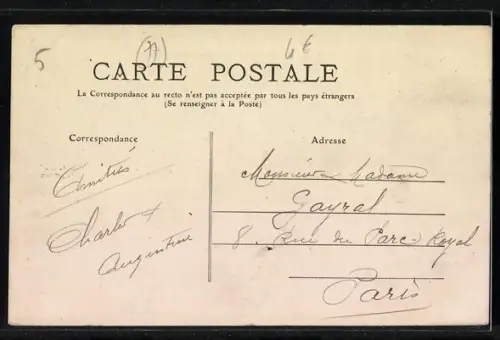 5 (77) 4€
CARTE POSTALE
La Correspondance au recto n'est pas acceptée par tous les pays étrangers
(Se renseigner à la Poste)
Correspondance
Amitiés
Charles +
Augustine
Adresse
Monsieur Madame
Gayral
8. Rue du Parc-Royal
Paris